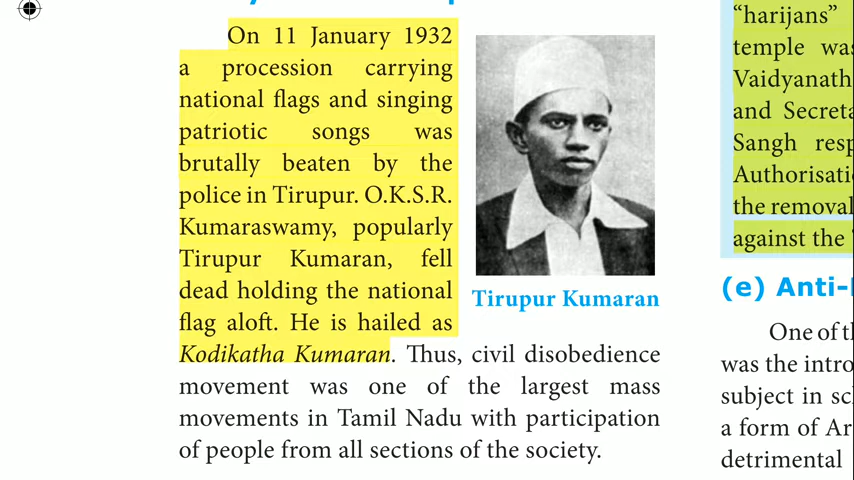 On 11 January 1932
a procession carrying
national flags and singing
patriotic songs was
brutally beaten by the
police in Tirupur. O.K.S.R.
Kumaraswamy, popularly
Tirupur Kumaran, fell
dead holding the national
flag aloft. He is hailed as
Kodikatha Kumaran. Thus, civil disobedience
movement was one of the largest mass
movements in Tamil Nadu with participation
of people from all sections of the society.
Tirupur Kumaran
“harijans”
temple was
Vaidyanath
and Secreta
Sangh resp
Authorisati
the removal
against the
(e) Anti-
One of t
was the intro
subject in sc
a form of Ar
detrimental